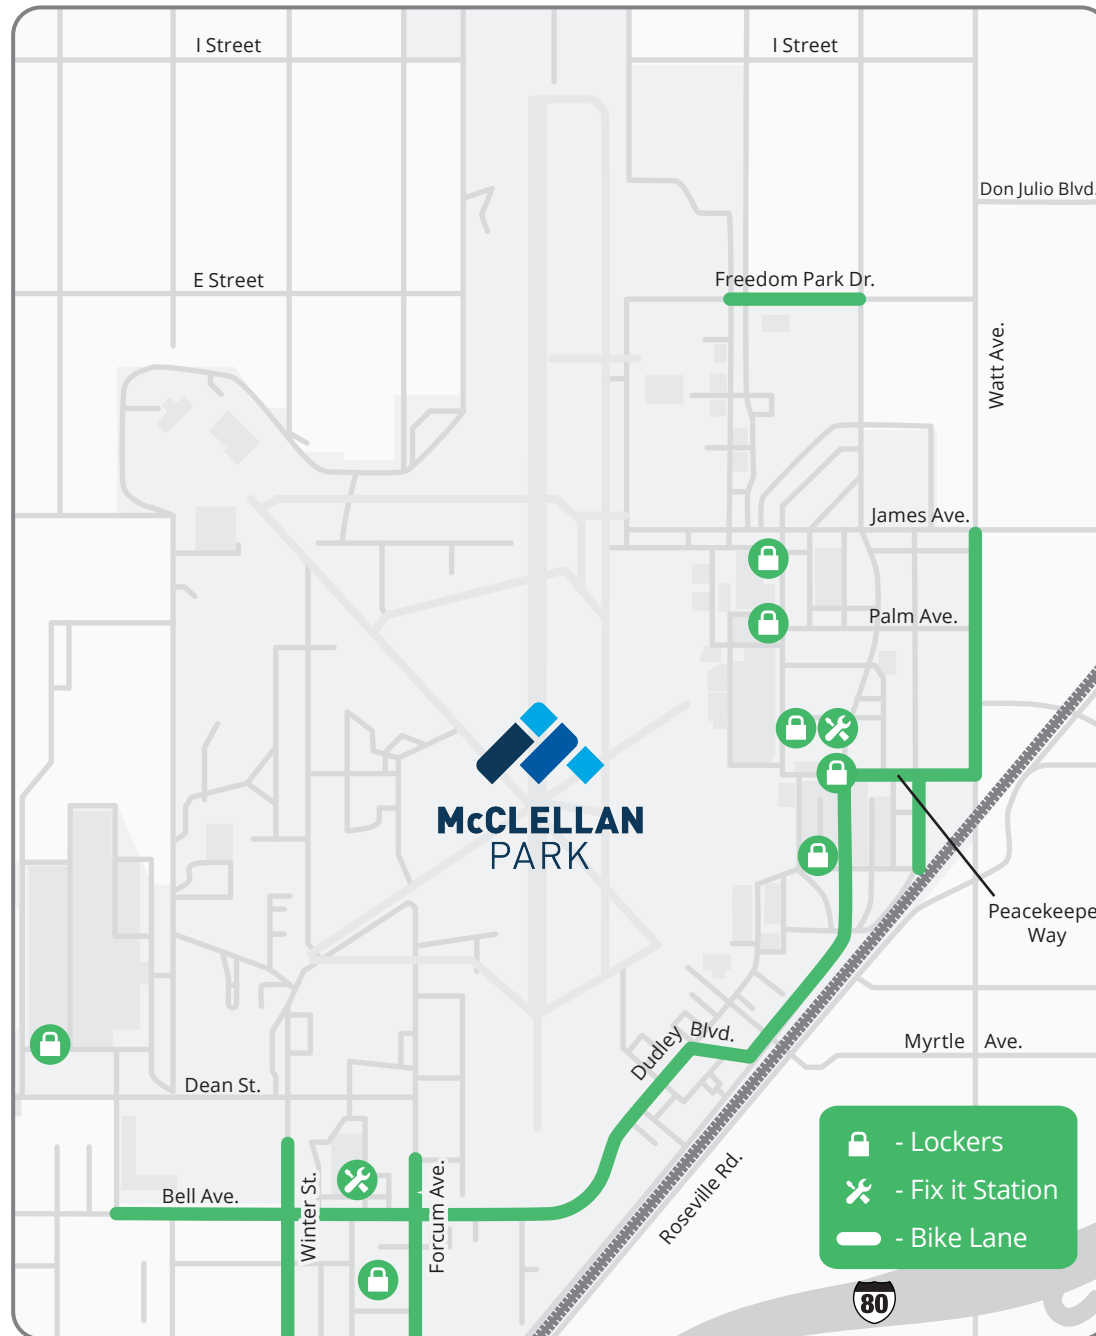 I Street
I Street
Don Julio Blvd.
E Street
Freedom Park Dr.
Watt Ave.
James Ave.
Palm Ave.
McCLELLAN
PARK
Peacekeepe
Way
Dudley Blvd.
Myrtle Ave.
Dean St.
Bell Ave.
Winter St.
Forcum Ave.
Roseville Rd.
- Lockers
- Fix it Station
- Bike Lane
80